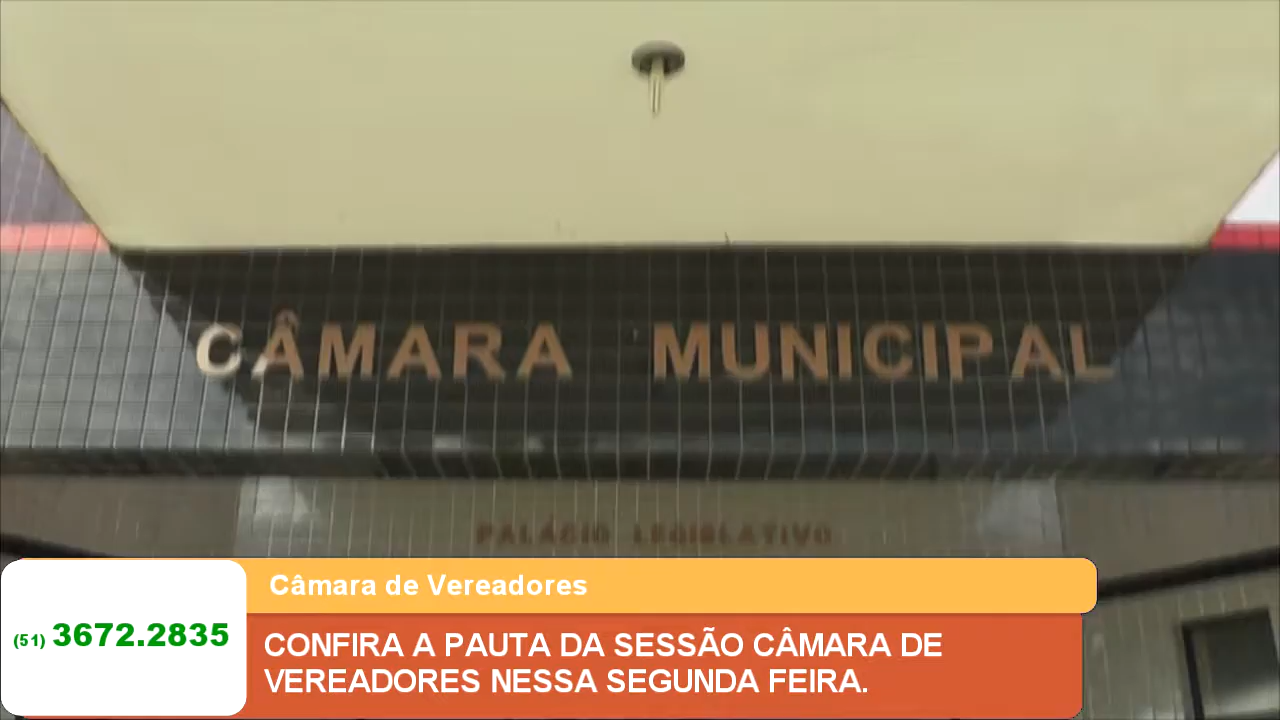 CÂMARA MUNICIPAL
PALÁCIO LEGISLATIVO
Câmara de Vereadores
(51) 3672.2835
CONFIRA A PAUTA DA SESSÃO CÂMARA DE
VEREADORES NESSA SEGUNDA FEIRA.